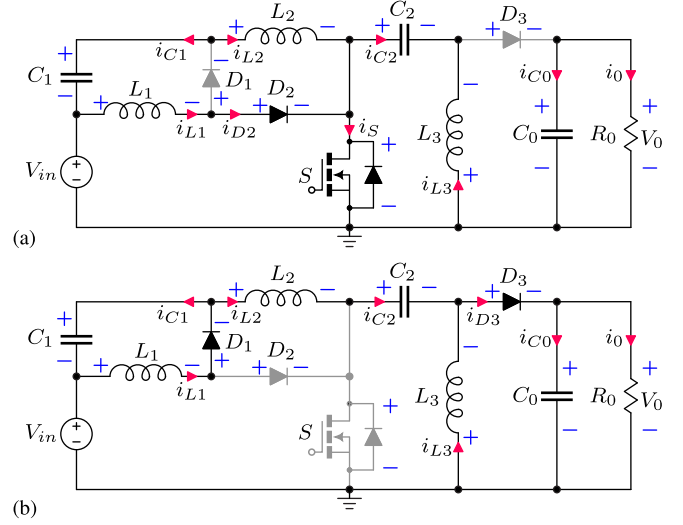 L2 C2 D3
+ − + − + −
iC1 iL2 iC2 iC0 i0
C1 + − D1 −
L1 D2
+ − + − + −
iL1 iD2 iS L3 C0 R0 V0
Vin + − S + − iL3 + − −
(a)
L2 C2 D3
+ − + − + −
iC1 iL2 iC2 iD3 iC0 i0
C1 + − L1 D1 − D2 −
+ − + + − + +
iL1 L3 C0 R0 V0
Vin + − S + − iL3 + − −
(b)